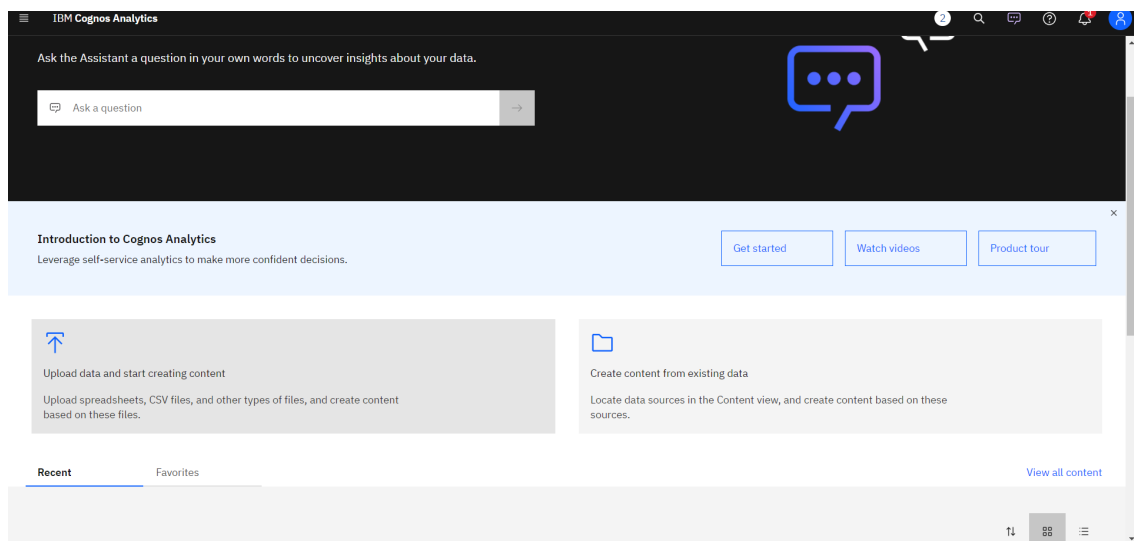 IBM Cognos Analytics
2
1
Ask the Assistant a question in your own words to uncover insights about your data.
Ask a question
Introduction to Cognos Analytics
Leverage self-service analytics to make more confident decisions.
Get started
Watch videos
Product tour
Upload data and start creating content
Upload spreadsheets, CSV files, and other types of files, and create content
based on these files.
Create content from existing data
Locate data sources in the Content view, and create content based on these
sources.
Recent
Favorites
View all content